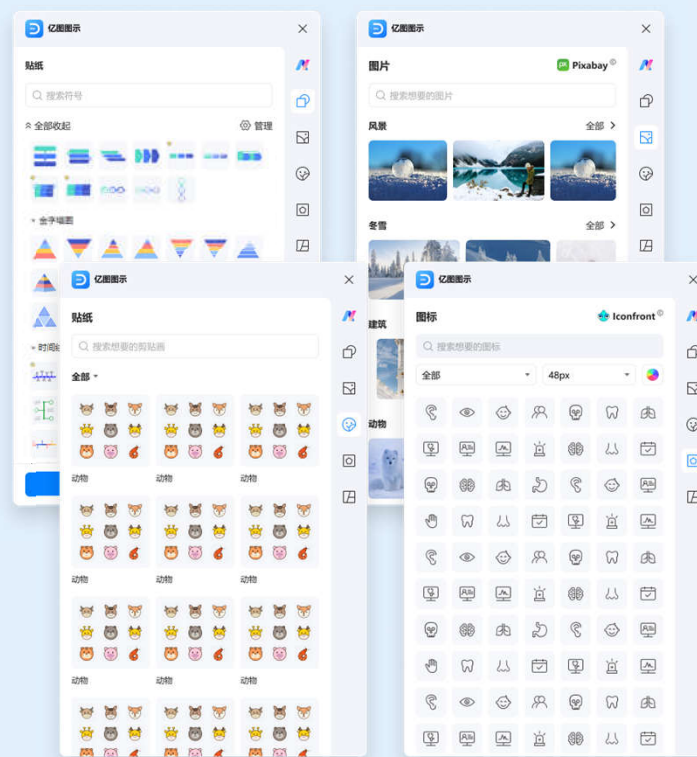 亿图图示
贴纸
搜索符号
全部收起
管理
金字塔图
亿图图示
图片
Pixabay
搜索想要的图片
风景
全部
冬雪
全部
建筑
动物
亿图图示
贴纸
搜索想要的剪贴画
全部
动物
动物
动物
动物
动物
动物
动物
动物
动物
亿图图示
图标
Iconfront
搜索想要的图标
全部
48px